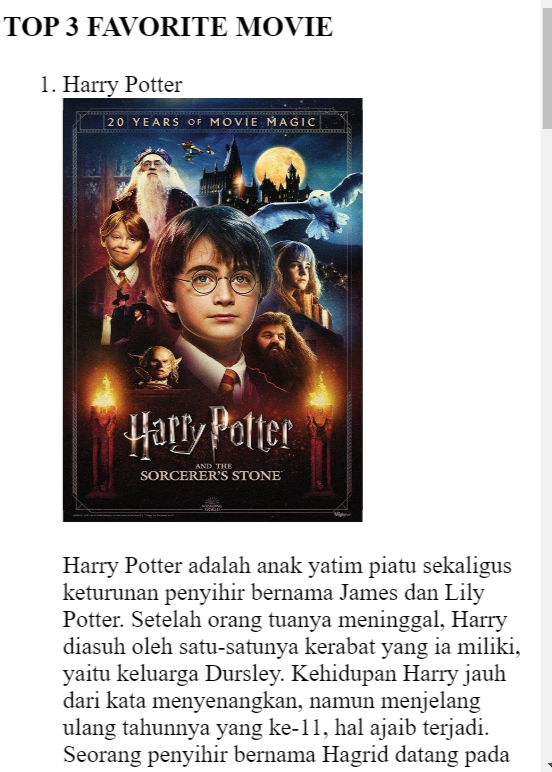 TOP 3 FAVORITE MOVIE
1. Harry Potter
20 YEARS OF MOVIE MAGIC
Harry Potter
AND THE
SORCERER'S STONE
Harry Potter adalah anak yatim piatu sekaligus
keturunan penyihir bernama James dan Lily
Potter. Setelah orang tuanya meninggal, Harry
diasuh oleh satu-satunya kerabat yang ia miliki,
yaitu keluarga Dursley. Kehidupan Harry jauh
dari kata menyenangkan, namun menjelang
ulang tahunnya yang ke-11, hal ajaib terjadi.
Seorang penyihir bernama Hagrid datang pada